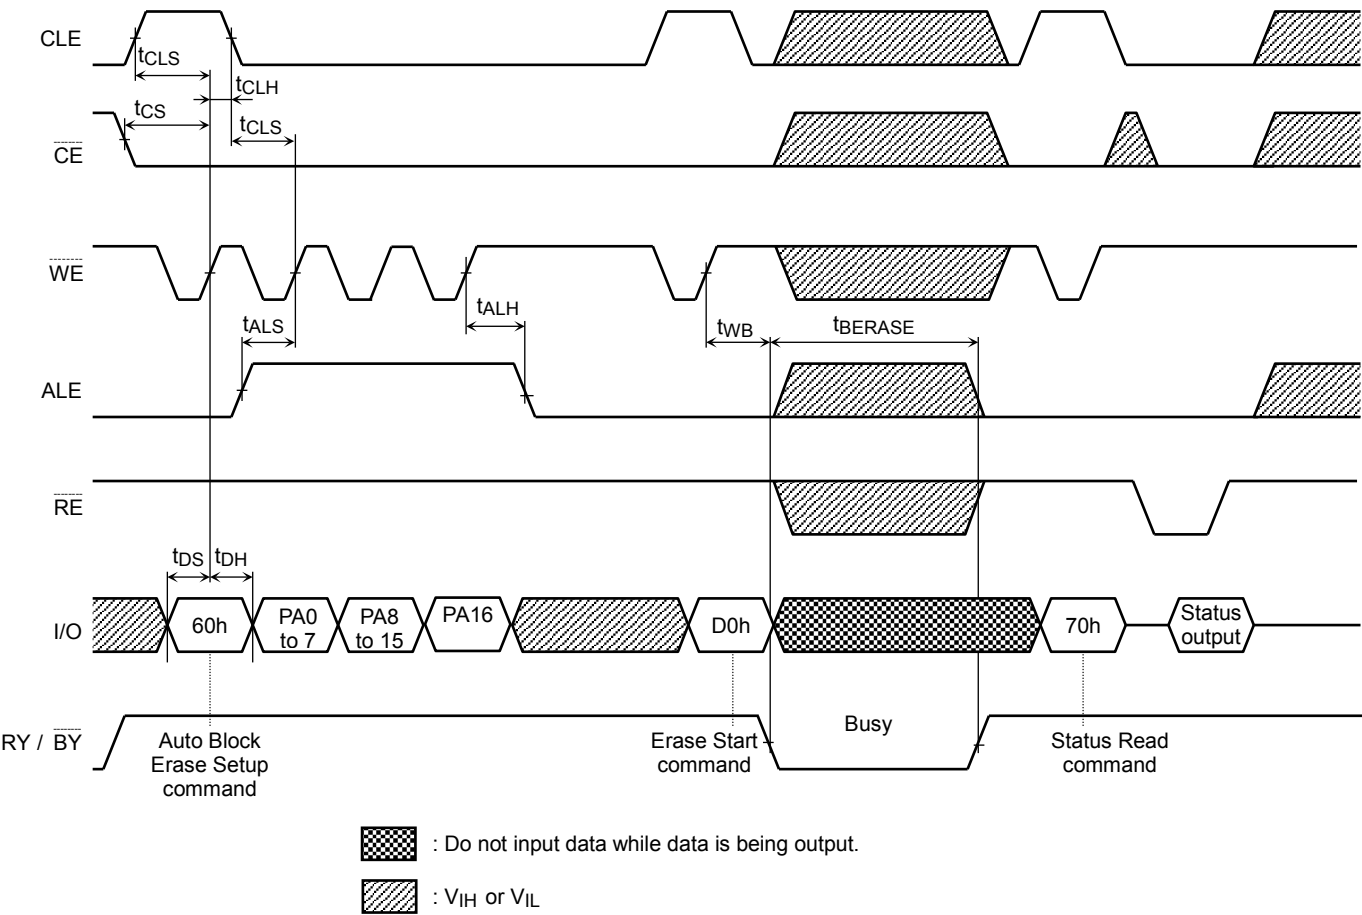 CLE
tCLS
tCLH
tCS
tCLS
CE
WE
tALS
tALH
tWB
tBERASE
ALE
RE
tDS
tDH
I/O
60h
PA0
to 7
PA8
to 15
PA16
D0h
70h
Status
output
RY / BY
Busy
Auto Block
Erase Setup
command
Erase Start
command
Status Read
command
: Do not input data while data is being output.
: VIH or VIL